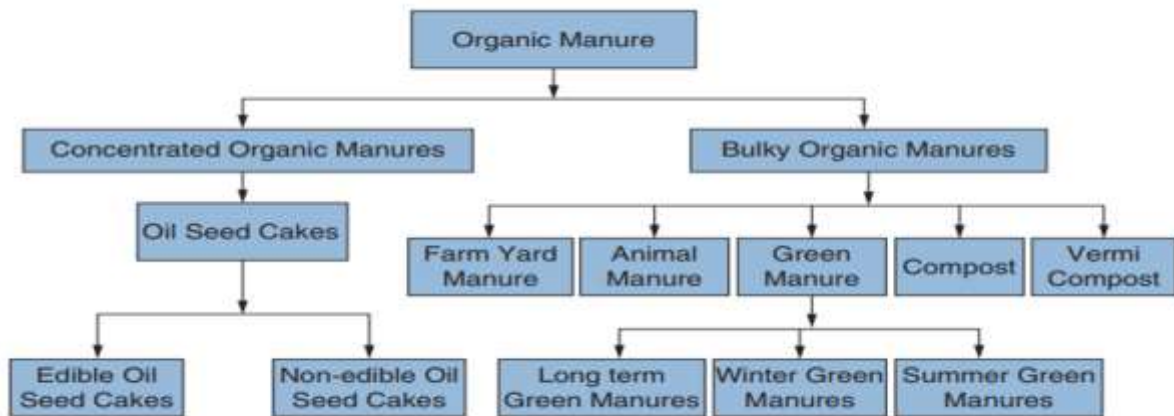 Organic Manure
Concentrated Organic Manures
Bulky Organic Manures
Oil Seed Cakes
Farm Yard
Manure
Animal
Manure
Green
Manure
Compost
Vermi
Compost
Edible Oil
Seed Cakes
Non-edible Oil
Seed Cakes
Long term
Green Manures
Winter Green
Manures
Summer Green
Manures